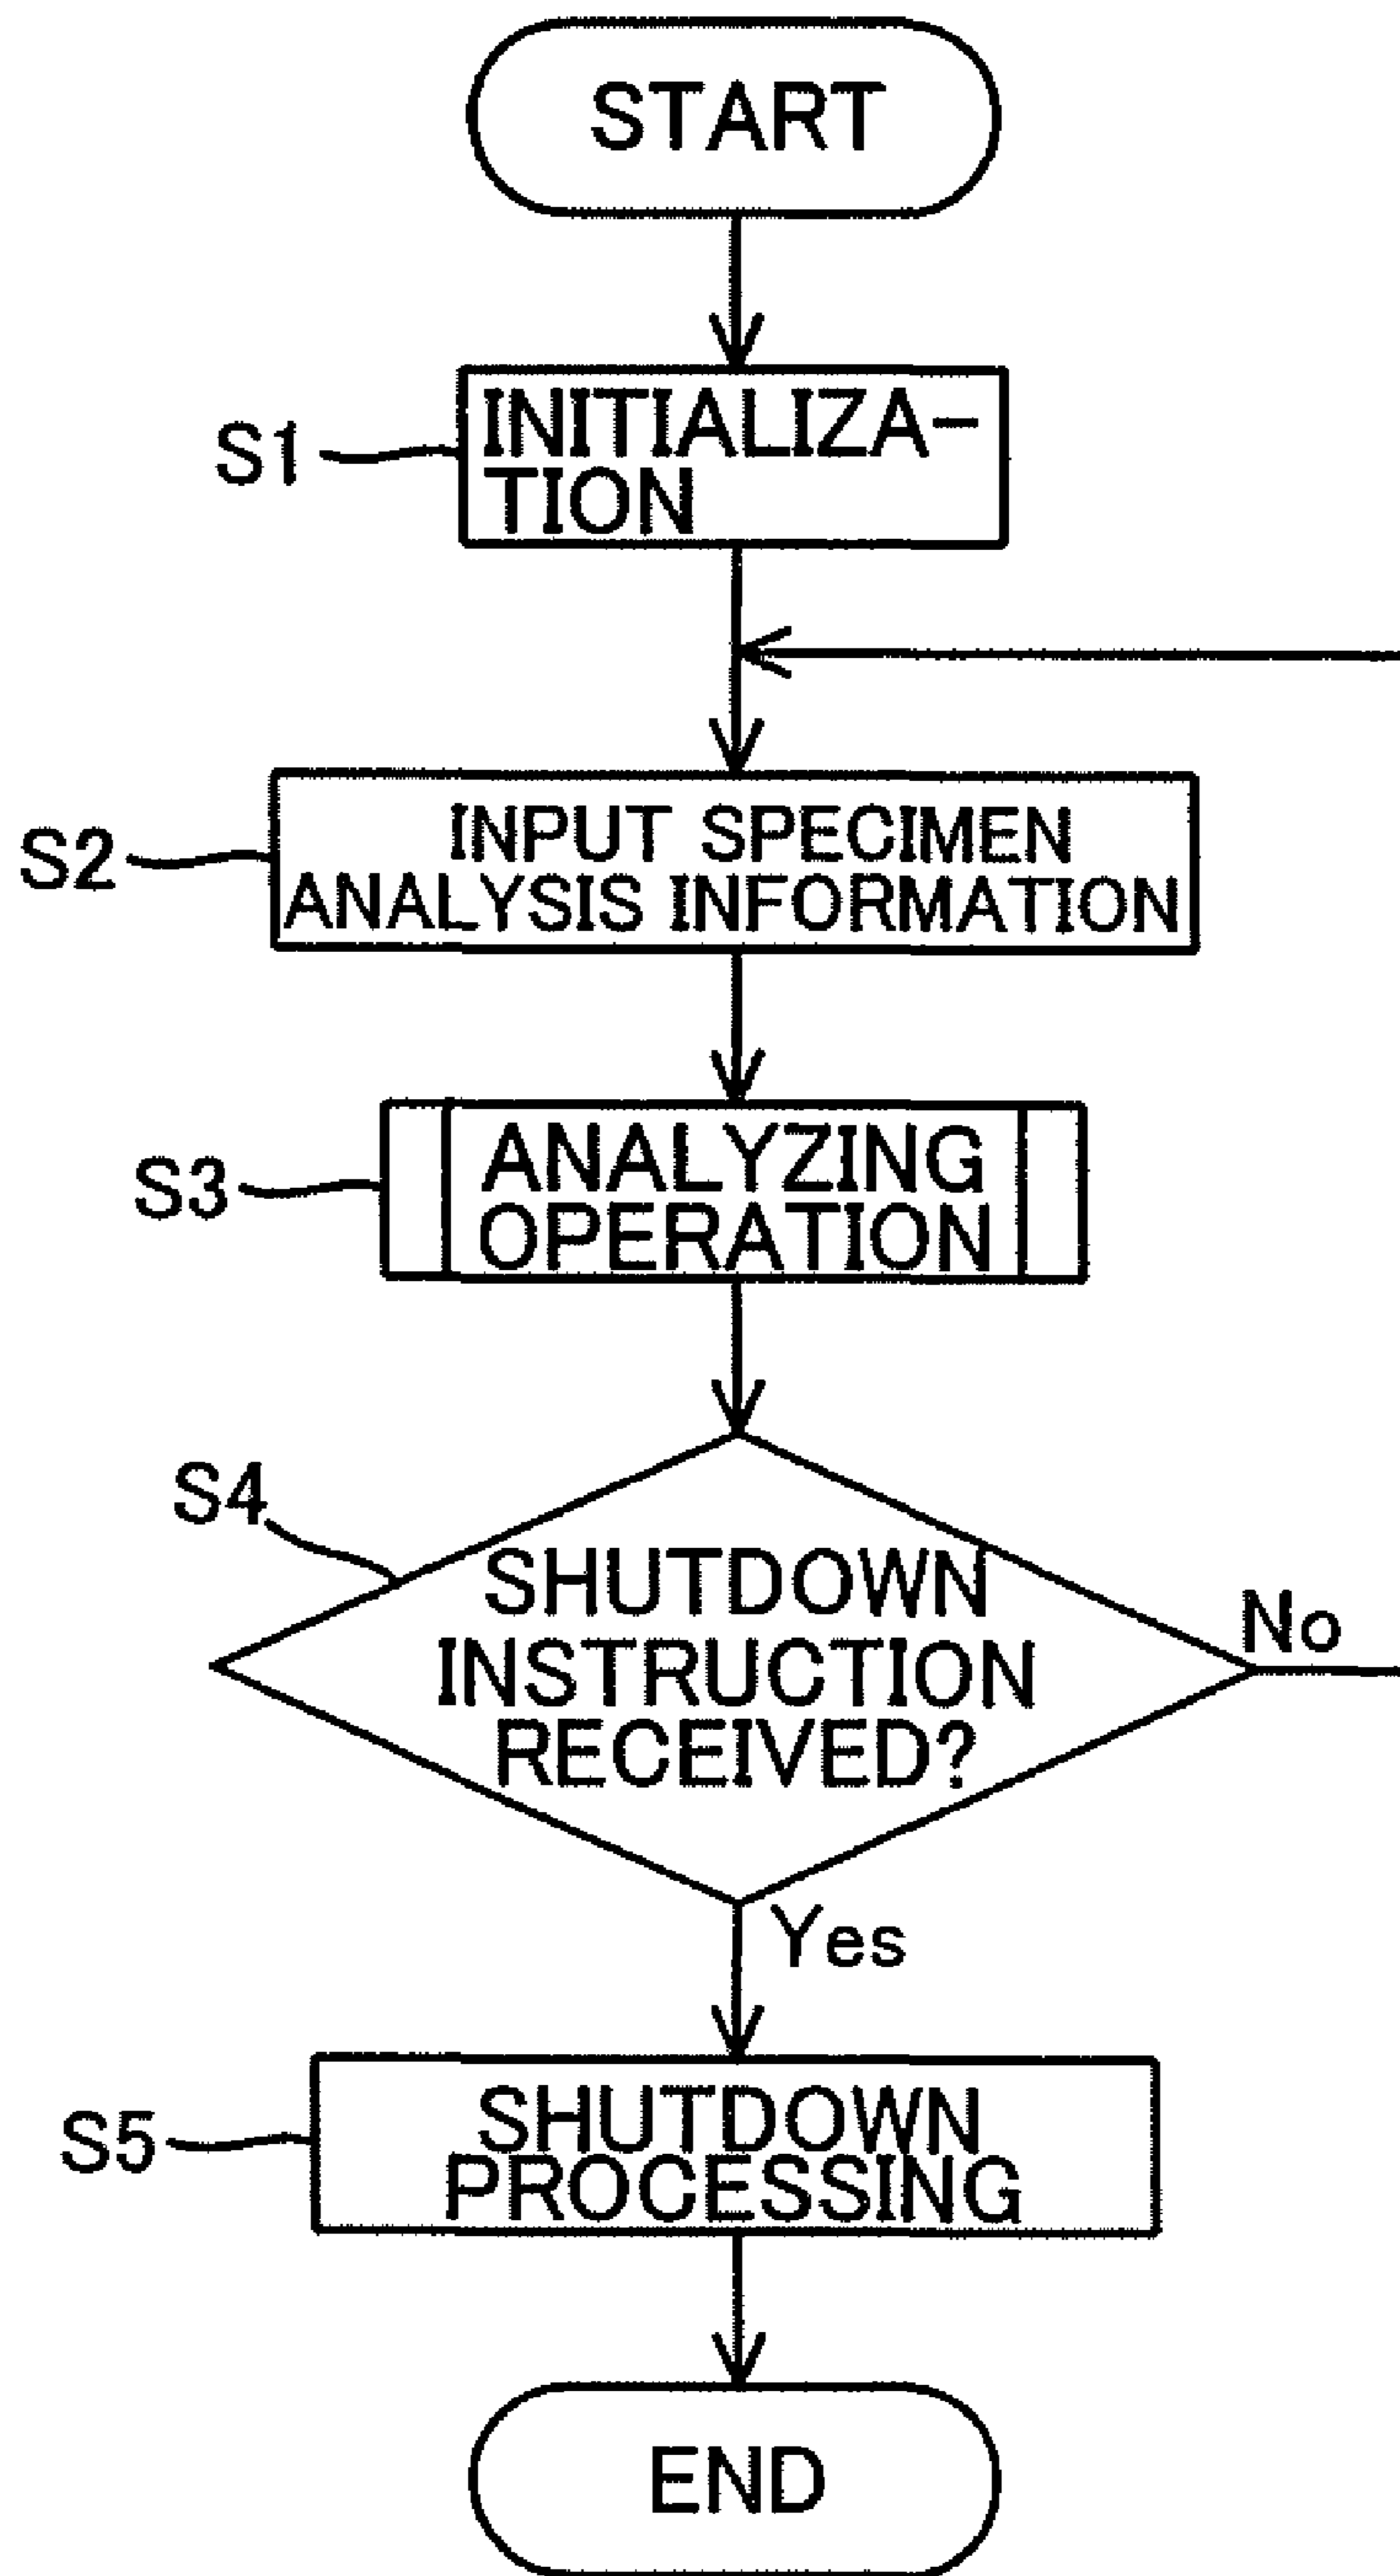 START
S1
INITIALIZA-
TION
S2
INPUT SPECIMEN
ANALYSIS INFORMATION
S3
ANALYZING
OPERATION
S4
SHUTDOWN
INSTRUCTION
RECEIVED?
No
Yes
S5
SHUTDOWN
PROCESSING
END